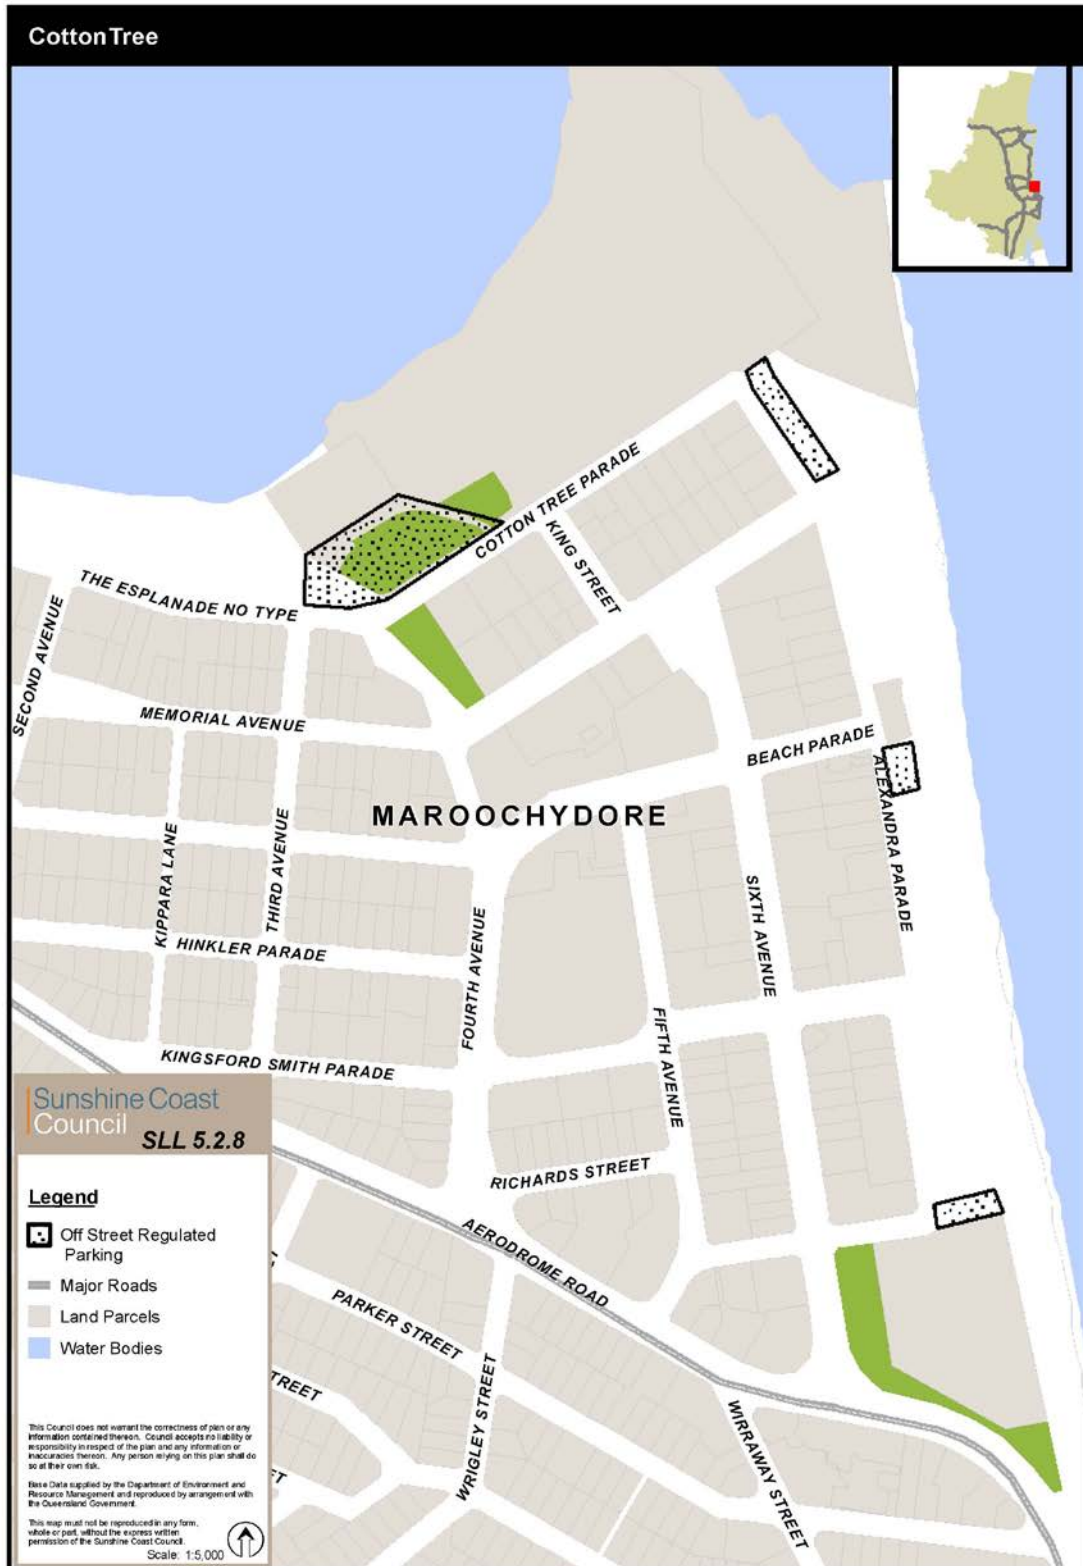 Cotton Tree
COTTON TREE PARADE
KING STREET
THE ESPLANADE NO TYPE
SECOND AVENUE
MEMORIAL AVENUE
BEACH PARADE
ALEXANDRA PARADE
MAROOCHYDORE
KIPPARA LANE
THIRD AVENUE
HINKLER PARADE
FOURTH AVENUE
SIXTH AVENUE
FIFTH AVENUE
KINGSFORD SMITH PARADE
RICHARDS STREET
AERODROME ROAD
PARKER STREET
TREET
ET
WRIGLEY STREET
WIRRAWAY STREET
Sunshine Coast
Council
SLL 5.2.8
Legend
Off Street Regulated
Parking
Major Roads
Land Parcels
Water Bodies
This Council does not warrant the correctness of plan or any
information contained thereon. Council accepts no liability or
responsibility in respect of the plan and any information or
inaccuracies thereon. Any person relying on this plan shall do
so at their own risk.
Base Data supplied by the Department of Environment and
Resource Management and reproduced by arrangement with
the Queensland Government.
This map must not be reproduced in any form,
whole or part, without the express written
permission of the Sunshine Coast Council.
Scale: 1:5,000